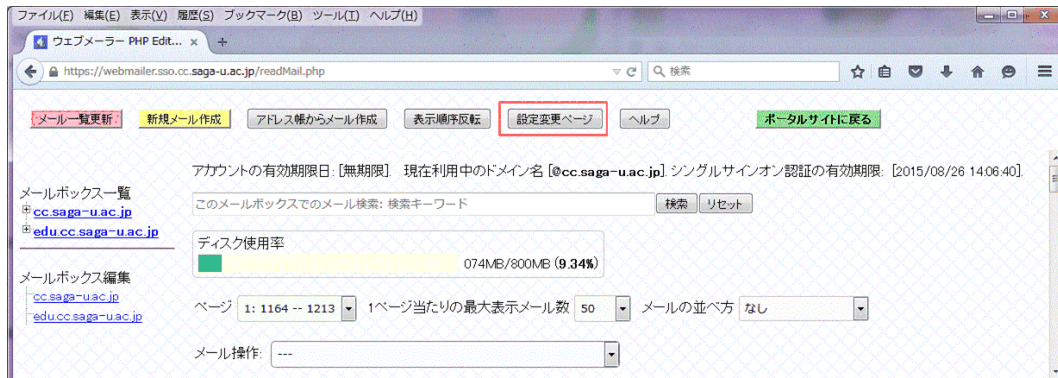 ファイル(F) 編集(E) 表示(V) 履歴(S) ブックマーク(B) ツール(T) ヘルプ(H)
ウェブメーラー PHP Edit... × +
https://webmailer.sso.cc.saga-u.ac.jp/readMail.php 検索
メール一覧更新 新規メール作成 アドレス帳からメール作成 表示順序反転 設定変更ページ ヘルプ ポータルサイトに戻る
アカウントの有効期限日: [無期限]. 現在利用中のドメイン名 [@cc.saga-u.ac.jp]. シングルサインオン認証の有効期限: [2015/08/26 14:06:40].
メールボックス一覧
cc.saga-u.ac.jp
edu.cc.saga-u.ac.jp
メールボックス編集
cc.saga-u.ac.jp
edu.cc.saga-u.ac.jp
このメールボックスでのメール検索: 検索キーワード 検索 リセット
ディスク使用率
074MB/800MB (9.34%)
ページ 1: 1164 -- 1213 1ページ当たりの最大表示メール数 50 メールの並べ方 なし
メール操作: ---